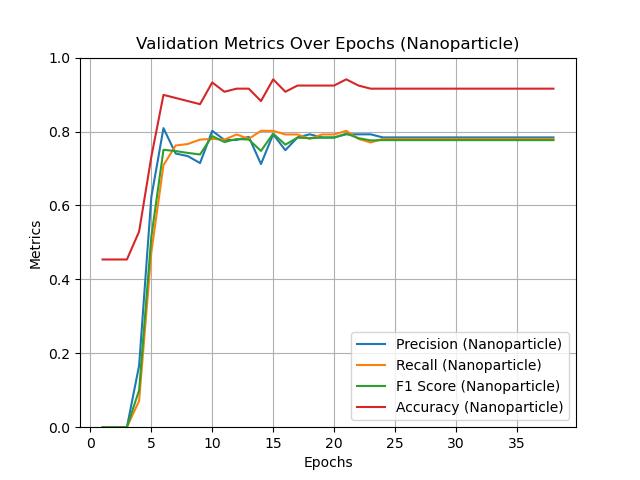 Validation Metrics Over Epochs (Nanoparticle)
1.0
0.8
0.6
0.4
0.2
0.0
Metrics
0 5 10 15 20 25 30 35
Epochs
Precision (Nanoparticle)
Recall (Nanoparticle)
F1 Score (Nanoparticle)
Accuracy (Nanoparticle)